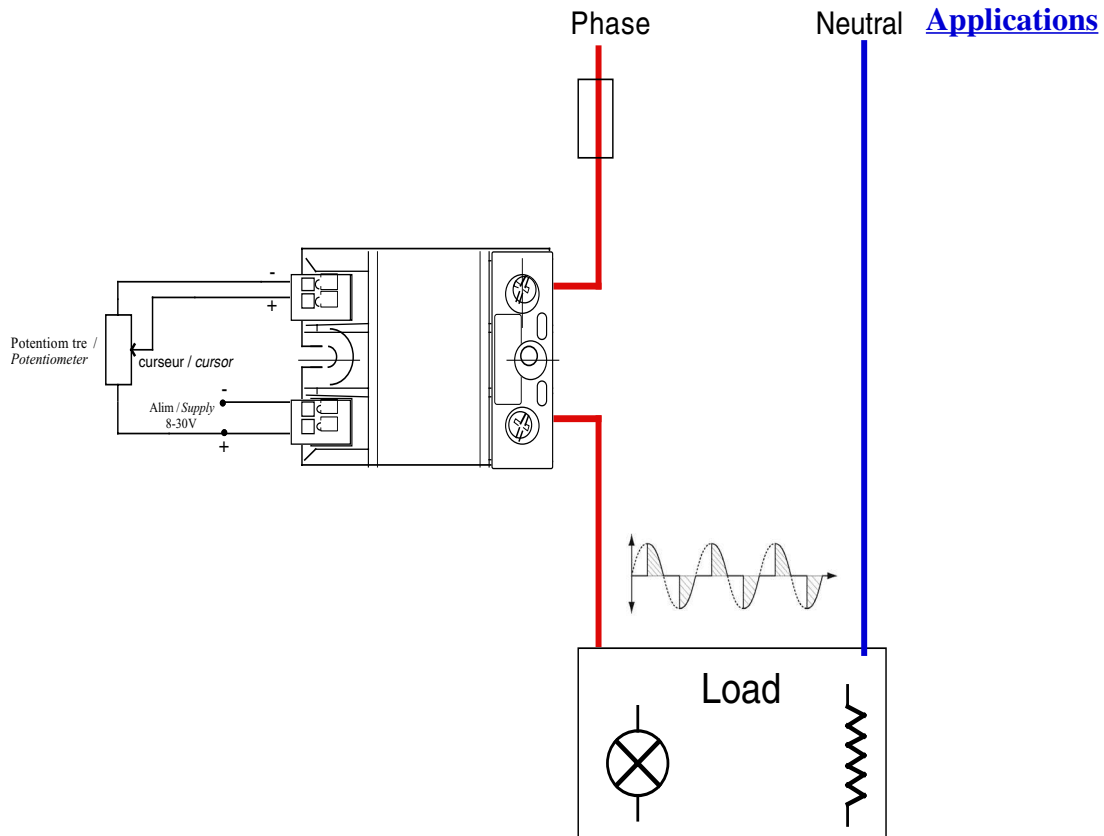 Phase
Neutral
Applications
-
+
Potentiom tre /
Potentiometer
curseur / cursor
-
Alim / Supply
8-30V
+
Load